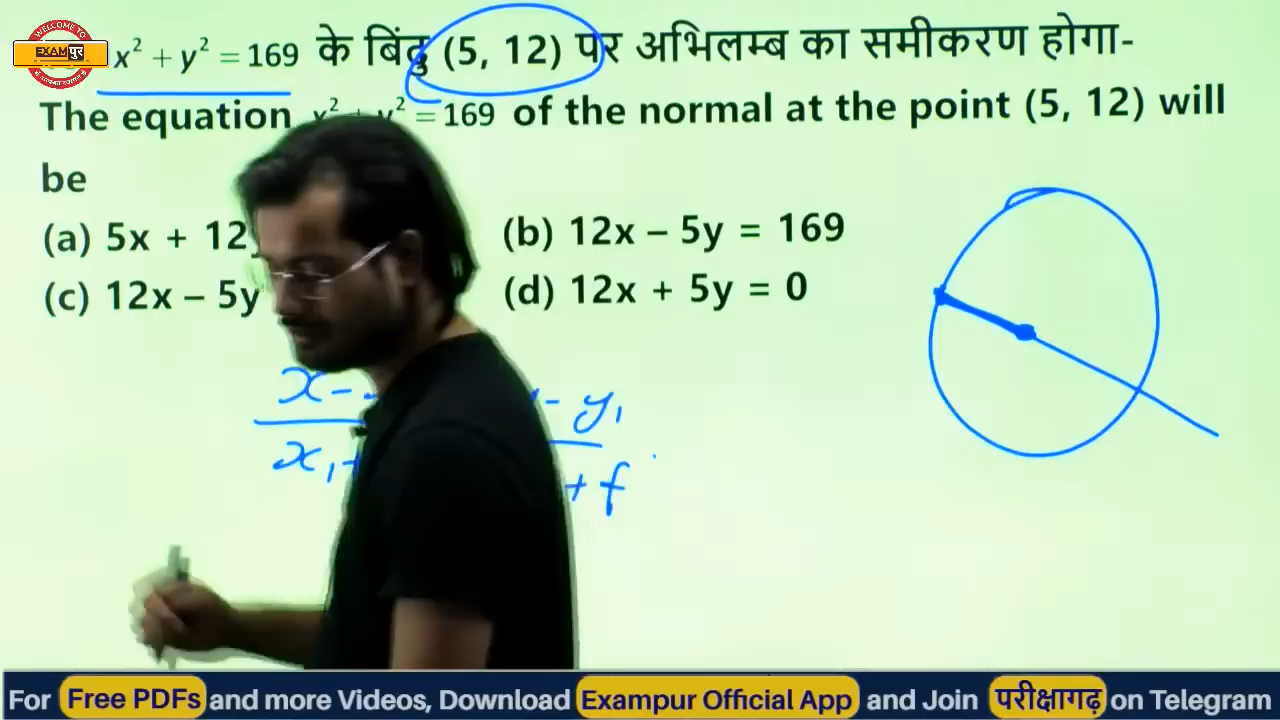 WELCOME TO
EXAMपुर
x² + y² = 169 के बिंदु (5, 12) पर अभिलम्ब का समीकरण होगा-
The equation x² + y² = 169 of the normal at the point (5, 12) will
be
(a) 5x + 12
(b) 12x – 5y = 169
(c) 12x – 5y
(d) 12x + 5y = 0
x –
– y₁
x₁+
+ f
For Free PDFs and more Videos, Download Exampur Official App and Join परीक्षागढ़ on Telegram